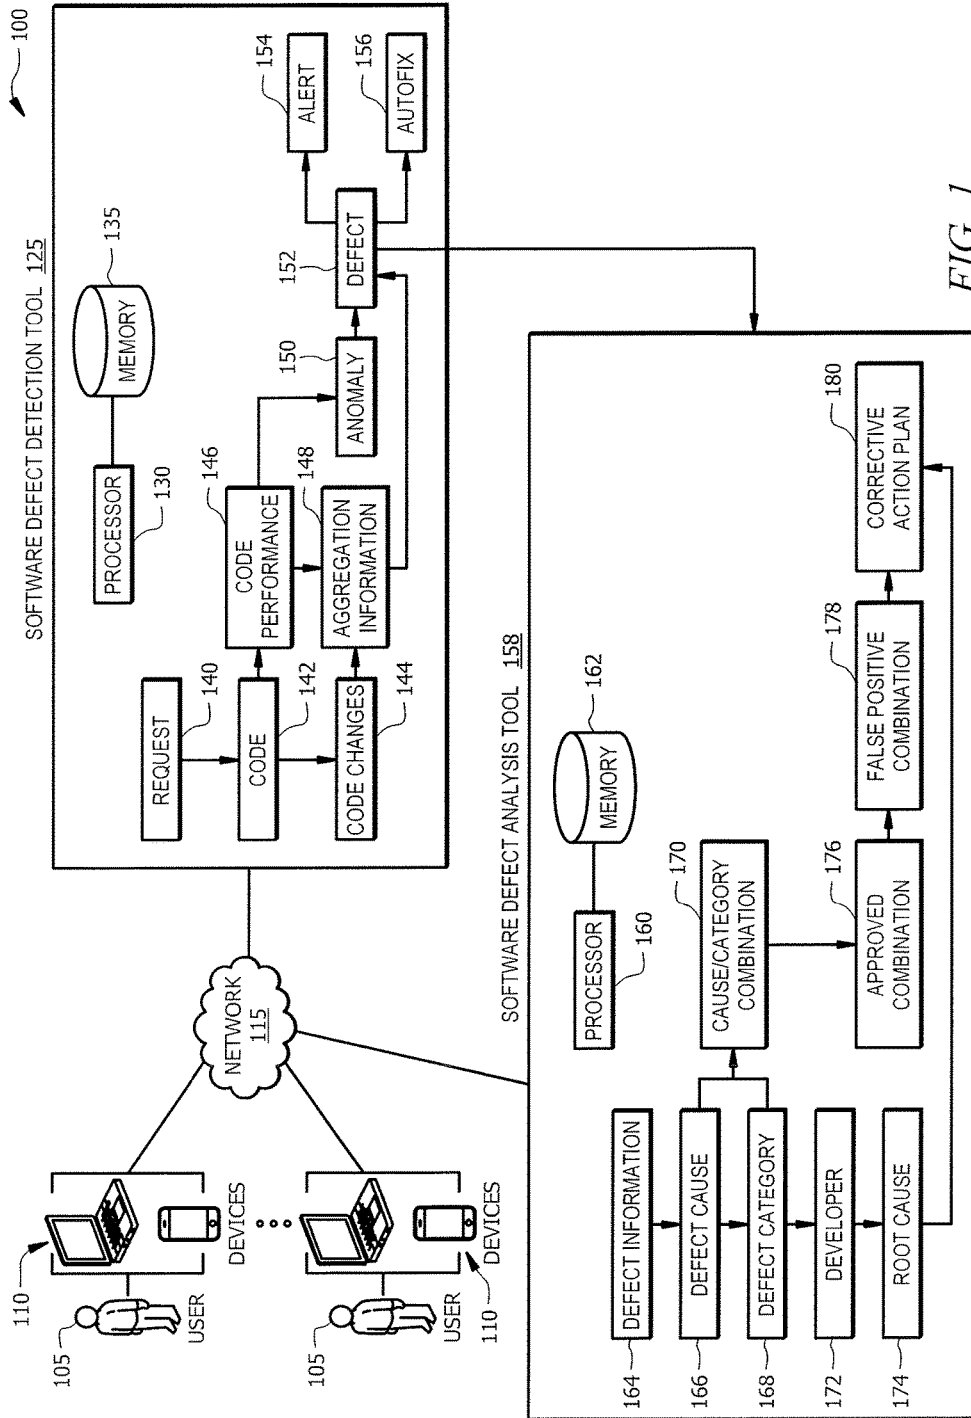 100
SOFTWARE DEFECT DETECTION TOOL 125
PROCESSOR
130
MEMORY
135
REQUEST
140
CODE
142
CODE CHANGES
144
CODE
PERFORMANCE
146
AGGREGATION
INFORMATION
148
ANOMALY
150
DEFECT
152
ALERT
154
AUTOFIX
156
110
105
USER
DEVICES
105
USER
DEVICES
110
NETWORK
115
SOFTWARE DEFECT ANALYSIS TOOL 158
PROCESSOR
160
MEMORY
162
DEFECT INFORMATION
164
DEFECT CAUSE
166
DEFECT CATEGORY
168
DEVELOPER
172
ROOT CAUSE
174
CAUSE/CATEGORY
COMBINATION
170
APPROVED
COMBINATION
176
FALSE POSITIVE
COMBINATION
178
CORRECTIVE
ACTION PLAN
180
FIG. 1